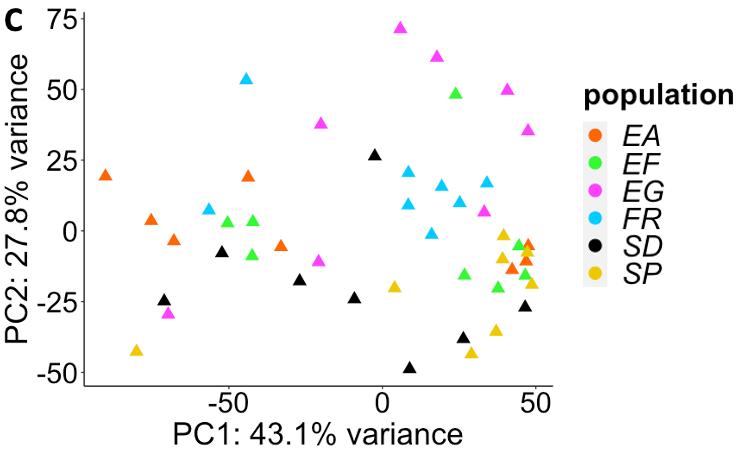 C
75
50
25
0
-25
-50
PC2: 27.8% variance
-50
0
50
PC1: 43.1% variance
population
EA
EF
EG
FR
SD
SP